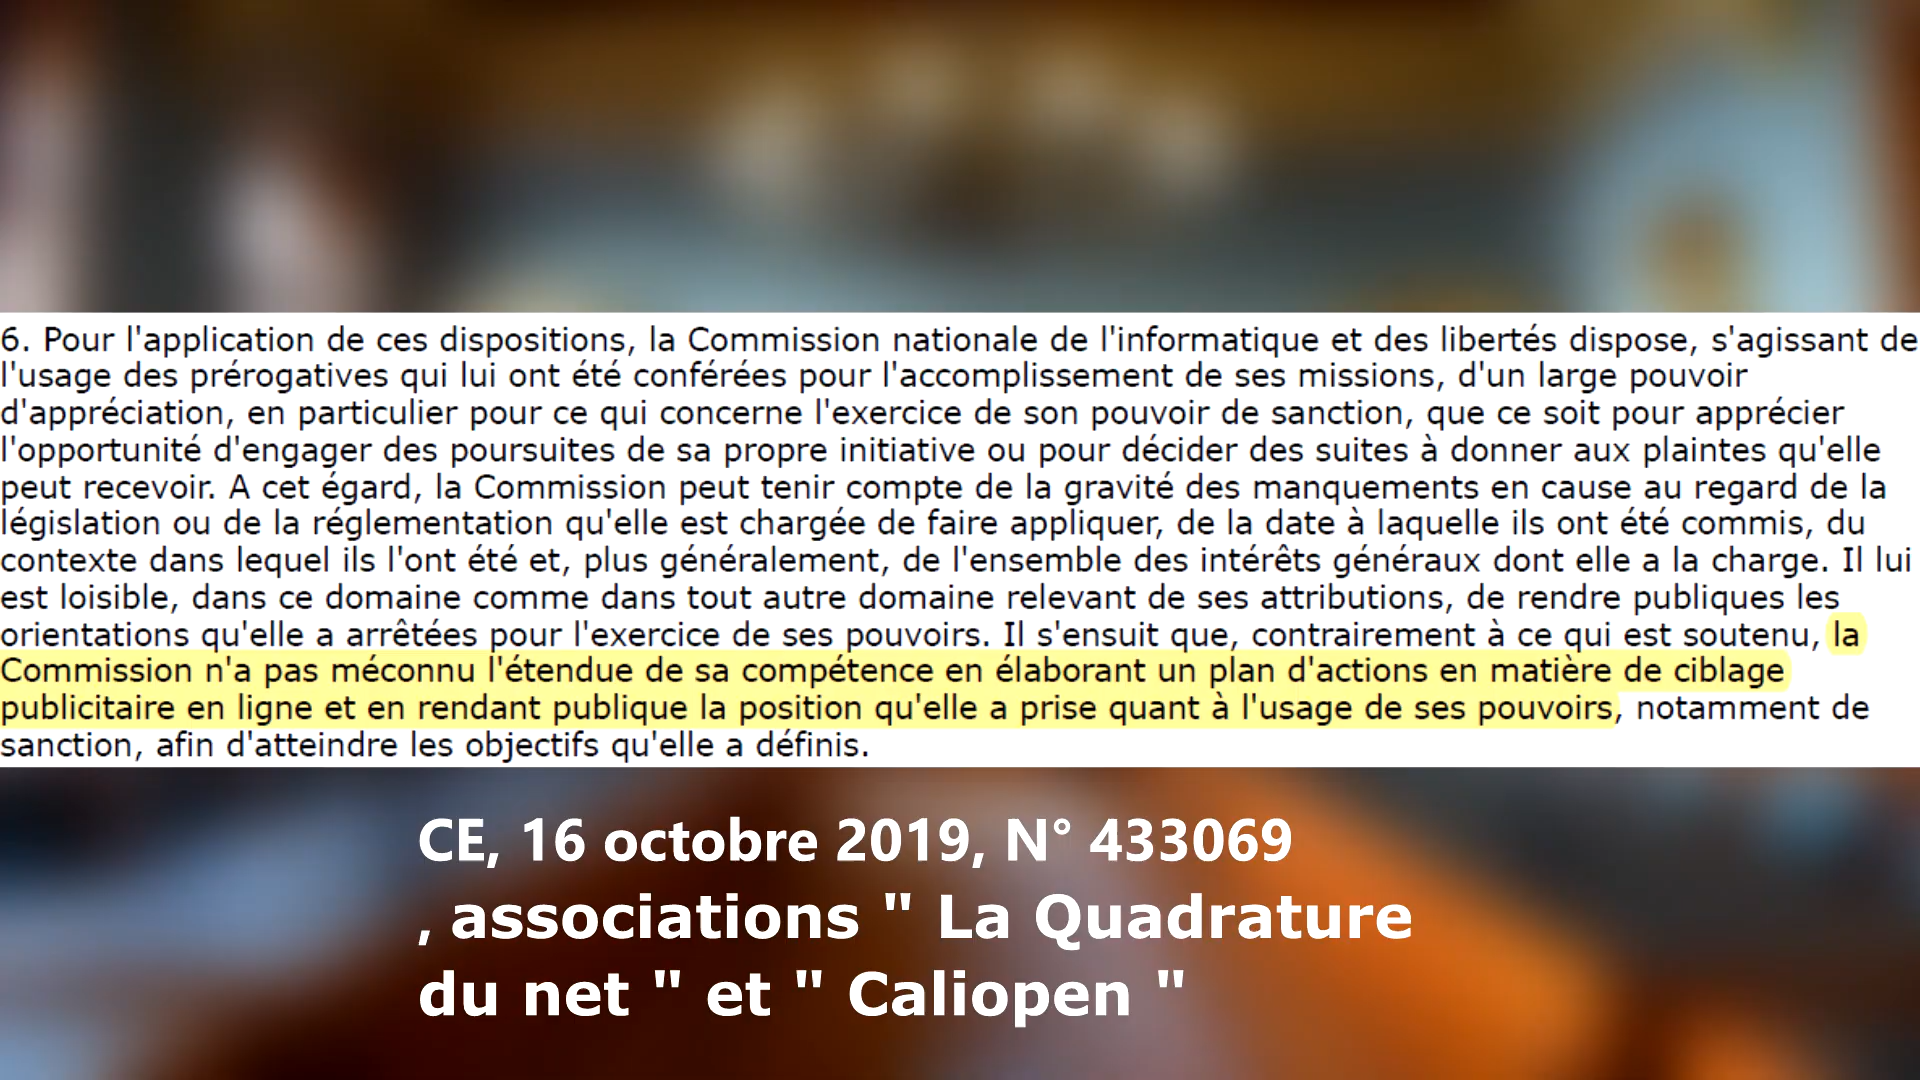 6. Pour l'application de ces dispositions, la Commission nationale de l'informatique et des libertés dispose, s'agissant de
l'usage des prérogatives qui lui ont été conférées pour l'accomplissement de ses missions, d'un large pouvoir
d'appréciation, en particulier pour ce qui concerne l'exercice de son pouvoir de sanction, que ce soit pour apprécier
l'opportunité d'engager des poursuites de sa propre initiative ou pour décider des suites à donner aux plaintes qu'elle
peut recevoir. A cet égard, la Commission peut tenir compte de la gravité des manquements en cause au regard de la
législation ou de la réglementation qu'elle est chargée de faire appliquer, de la date à laquelle ils ont été commis, du
contexte dans lequel ils l'ont été et, plus généralement, de l'ensemble des intérêts généraux dont elle a la charge. Il lui
est loisible, dans ce domaine comme dans tout autre domaine relevant de ses attributions, de rendre publiques les
orientations qu'elle a arrêtées pour l'exercice de ses pouvoirs. Il s'ensuit que, contrairement à ce qui est soutenu, la
Commission n'a pas méconnu l'étendue de sa compétence en élaborant un plan d'actions en matière de ciblage
publicitaire en ligne et en rendant publique la position qu'elle a prise quant à l'usage de ses pouvoirs, notamment de
sanction, afin d'atteindre les objectifs qu'elle a définis.
CE, 16 octobre 2019, N° 433069
, associations " La Quadrature
du net " et " Caliopen "